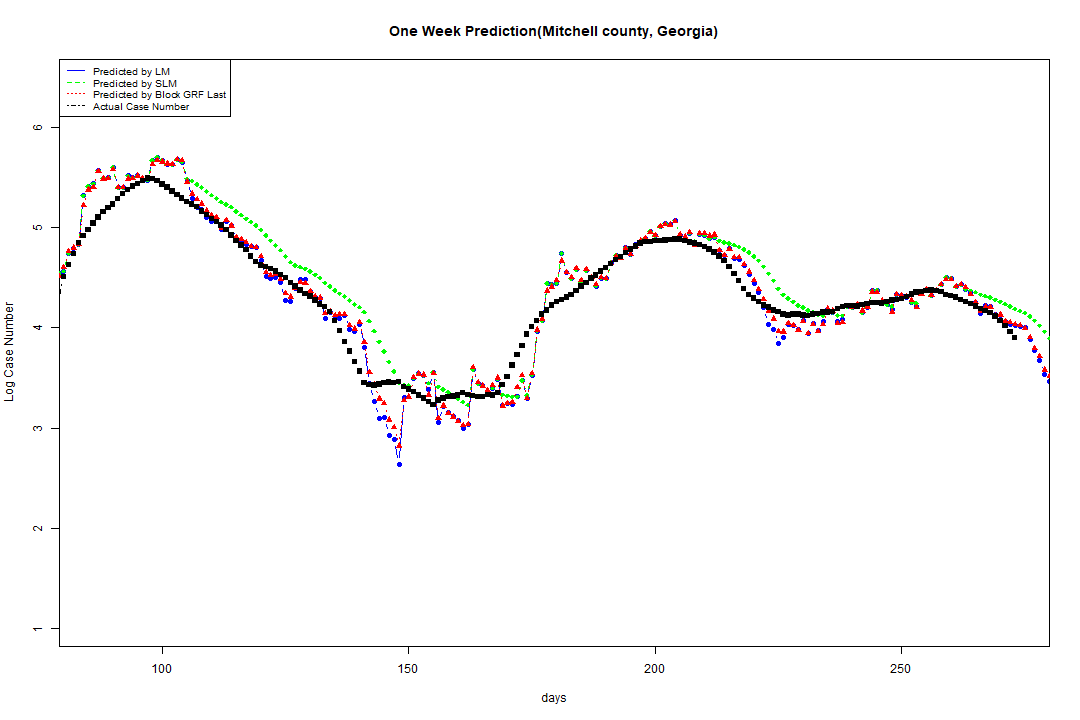 One Week Prediction(Mitchell county, Georgia)
Predicted by LM
Predicted by SLM
Predicted by Block GRF Last
Actual Case Number
Log Case Number
6
5
4
3
2
1
100 150 200 250
days